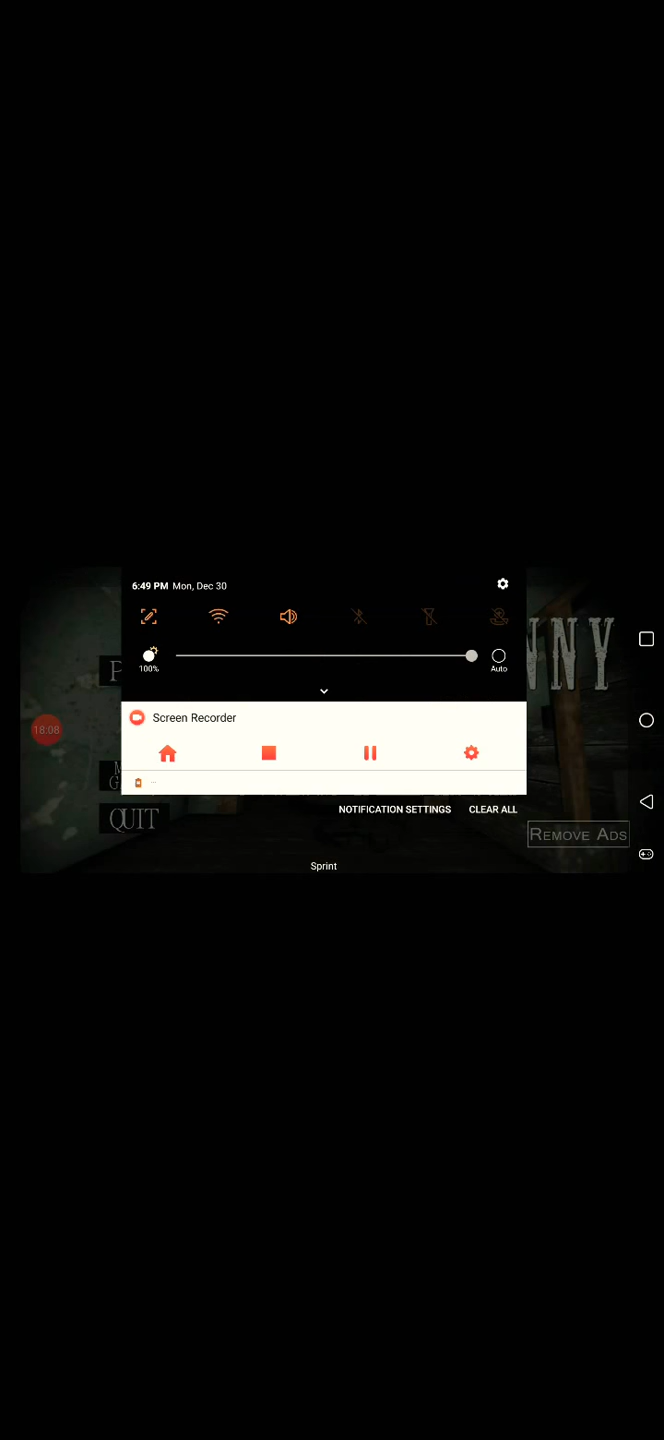 6:49 PM Mon, Dec 30
100%
Auto
Screen Recorder
18:08
NNY
QUIT
NOTIFICATION SETTINGS CLEAR ALL
REMOVE ADS
Sprint